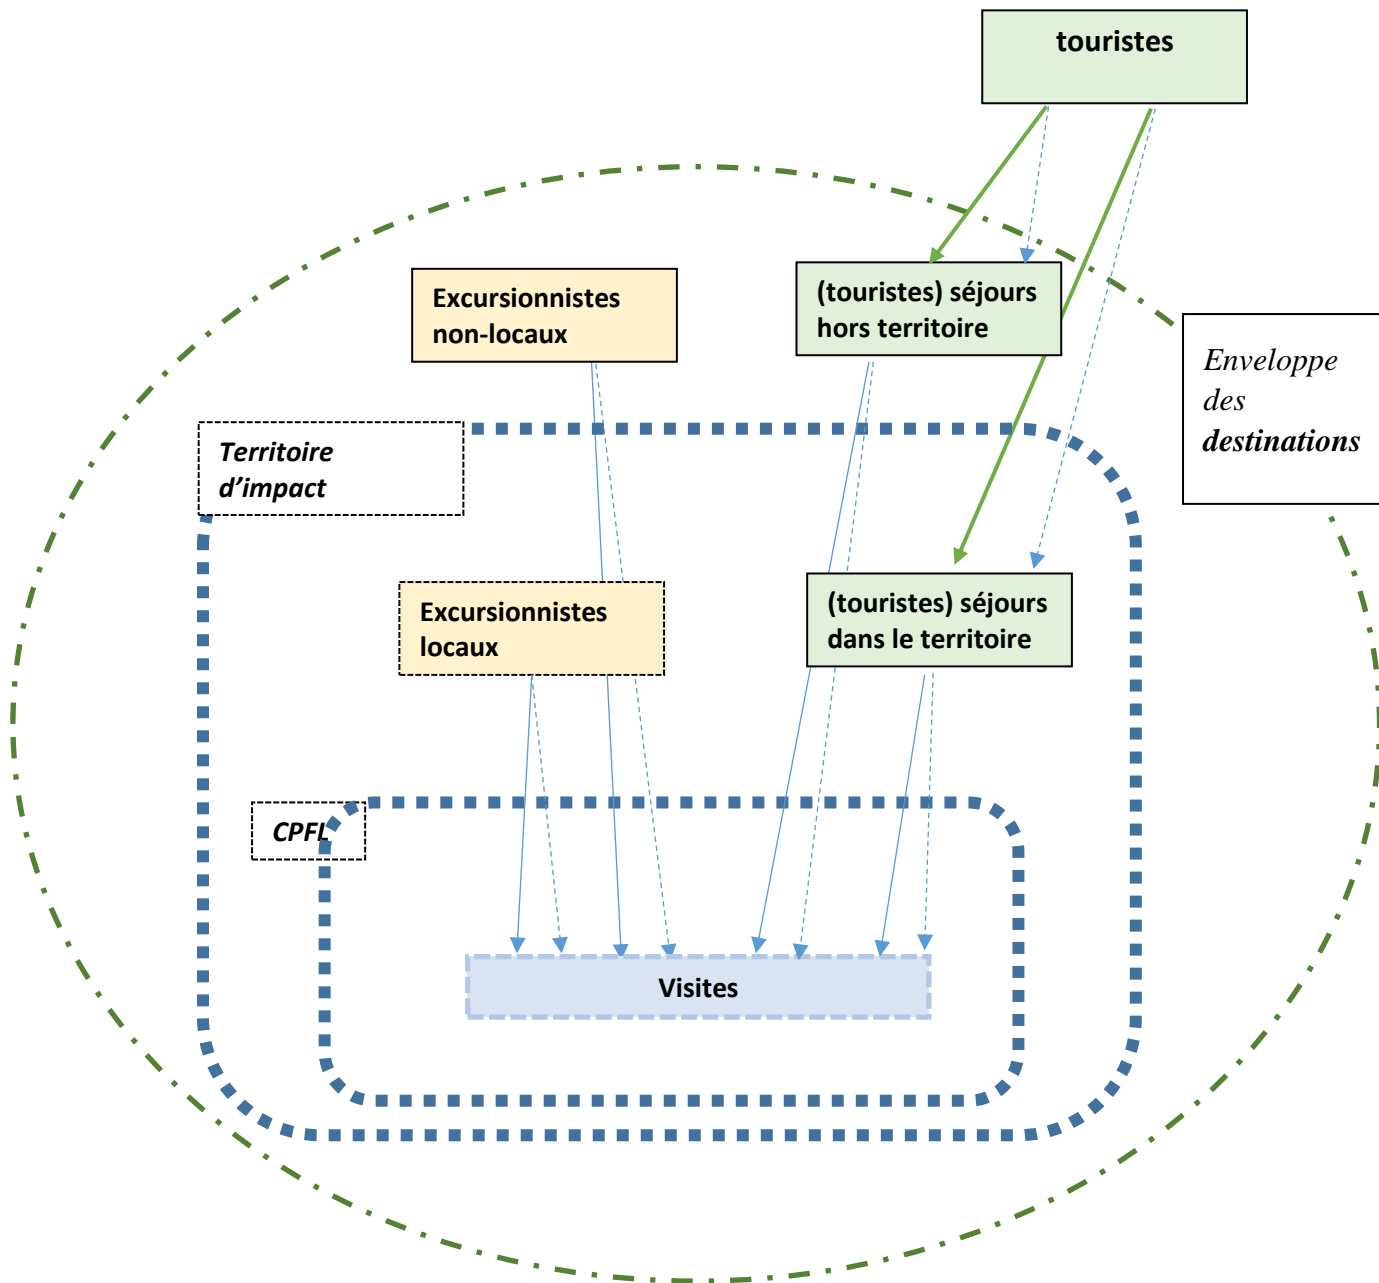 touristes
Excursionnistes
non-locaux
(touristes) séjours
hors territoire
Enveloppe
des
destinations
Territoire
d’impact
Excursionnistes
locaux
(touristes) séjours
dans le territoire
CPFL
Visites